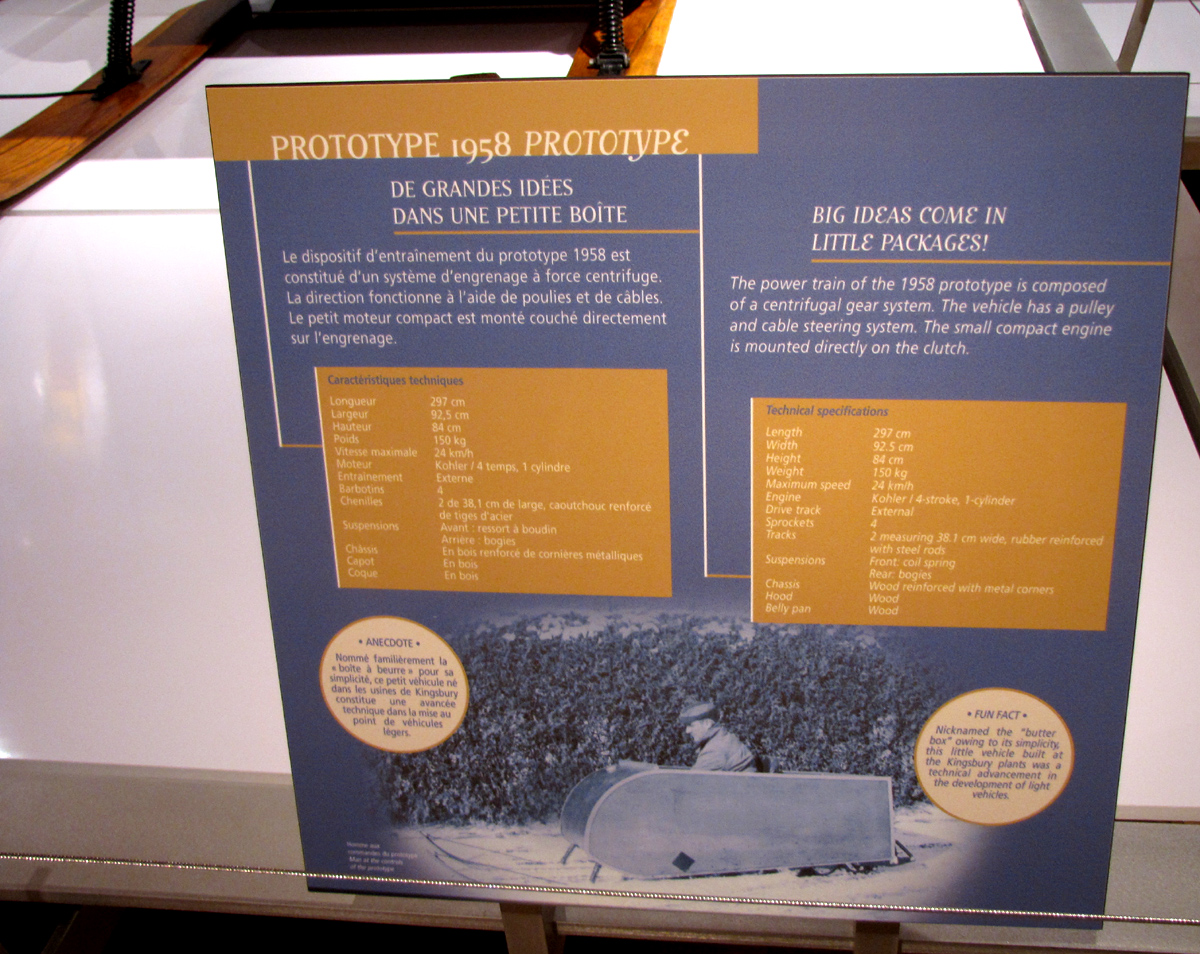 PROTOTYPE 1958 PROTOTYPE
DE GRANDES IDÉES
DANS UNE PETITE BOÎTE
Le dispositif d'entraînement du prototype 1958 est
constitué d'un système d'engrenage à force centrifuge.
La direction fonctionne à l'aide de poulies et de câbles.
Le petit moteur compact est monté couché directement
sur l'engrenage.
Caractéristiques techniques
Longueur 297 cm
Largeur 92,5 cm
Hauteur 84 cm
Poids 150 kg
Vitesse maximale 24 km/h
Moteur Kohler / 4 temps, 1 cylindre
Entraînement Externe
Barbotins 4
Chenilles 2 de 38,1 cm de large, caoutchouc renforcé
de tiges d'acier
Suspensions Avant : ressort à boudin
Arrière : bogies
Châssis En bois renforcé de cornières métalliques
Capot En bois
Coque En bois
• ANECDOTE •
Nommé familièrement la
« boîte à beurre » pour sa
simplicité, ce petit véhicule né
dans les usines de Kingsbury
constitue une avancée
technique dans la mise au
point de véhicules
légers.
Homme aux
commandes du prototype
Man at the controls
of the prototype
BIG IDEAS COME IN
LITTLE PACKAGES!
The power train of the 1958 prototype is composed
of a centrifugal gear system. The vehicle has a pulley
and cable steering system. The small compact engine
is mounted directly on the clutch.
Technical specifications
Length 297 cm
Width 92.5 cm
Height 84 cm
Weight 150 kg
Maximum speed 24 km/h
Engine Kohler / 4-stroke, 1-cylinder
Drive track External
Sprockets 4
Tracks 2 measuring 38.1 cm wide, rubber reinforced
with steel rods
Suspensions Front: coil spring
Rear: bogies
Chassis Wood reinforced with metal corners
Hood Wood
Belly pan Wood
• FUN FACT •
Nicknamed the "butter
box" owing to its simplicity,
this little vehicle built at
the Kingsbury plants was a
technical advancement in
the development of light
vehicles.